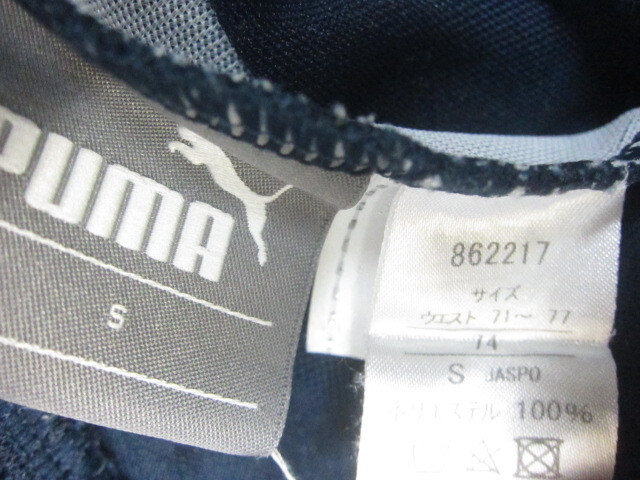 PUMA
S
862217
サイズ
ウエスト 71～ 77
74
S JASPO
ポリエステル 100%